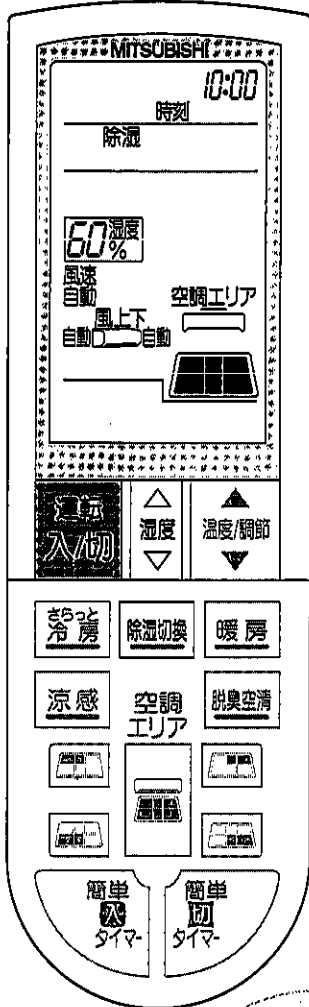 MITSUBISHI
10:00
時刻
除湿
60% 湿度
風速
自動
空調エリア
風上下
自動 自動
運転
入/切
湿度
温度/調節
さらっと
冷房
除湿切換
暖房
涼感
空調
エリア
脱臭空清
簡単
入
タイマー
簡単
切
タイマー